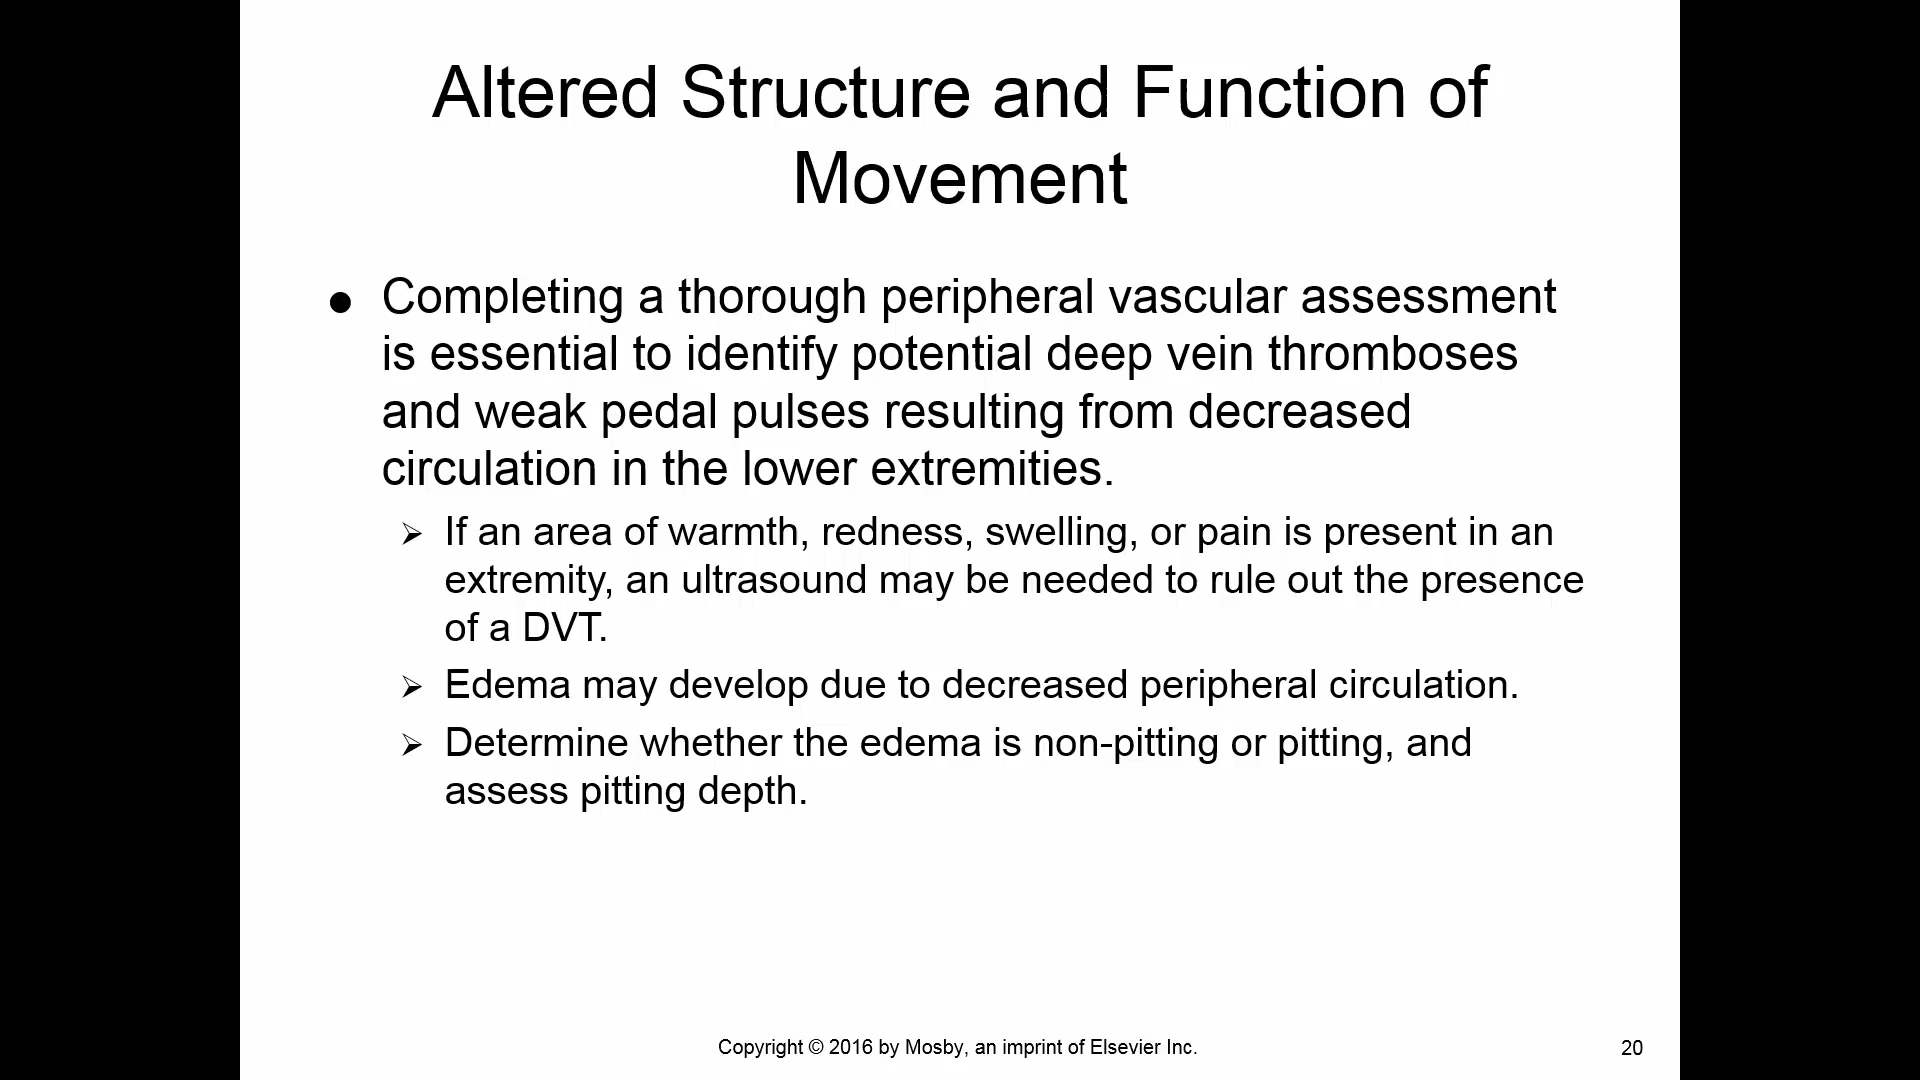 Altered Structure and Function of
Movement
● Completing a thorough peripheral vascular assessment
is essential to identify potential deep vein thromboses
and weak pedal pulses resulting from decreased
circulation in the lower extremities.
➢ If an area of warmth, redness, swelling, or pain is present in an
extremity, an ultrasound may be needed to rule out the presence
of a DVT.
➢ Edema may develop due to decreased peripheral circulation.
➢ Determine whether the edema is non-pitting or pitting, and
assess pitting depth.
Copyright © 2016 by Mosby, an imprint of Elsevier Inc.
20